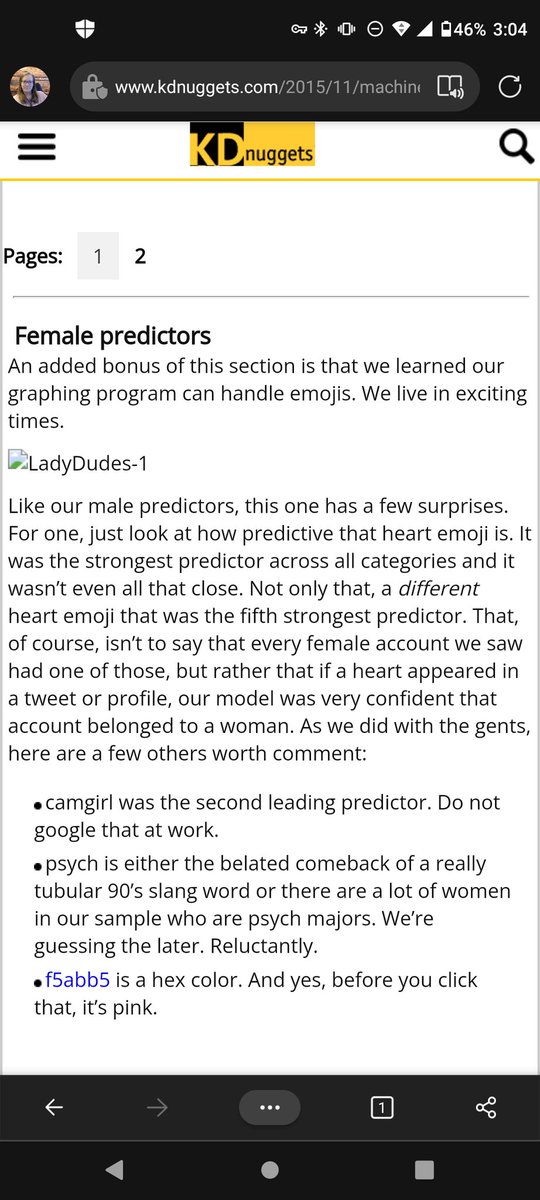 46% 3:04
www.kdnuggets.com/2015/11/machine
KD nuggets
Pages: 1 2
Female predictors
An added bonus of this section is that we learned our
graphing program can handle emojis. We live in exciting
times.
LadyDudes-1
Like our male predictors, this one has a few surprises.
For one, just look at how predictive that heart emoji is. It
was the strongest predictor across all categories and it
wasn’t even all that close. Not only that, a different
heart emoji that was the fifth strongest predictor. That,
of course, isn’t to say that every female account we saw
had one of those, but rather that if a heart appeared in
a tweet or profile, our model was very confident that
account belonged to a woman. As we did with the gents,
here are a few others worth comment:
camgirl was the second leading predictor. Do not
google that at work.
psych is either the belated comeback of a really
tubular 90’s slang word or there are a lot of women
in our sample who are psych majors. We’re
guessing the later. Reluctantly.
f5abb5 is a hex color. And yes, before you click
that, it’s pink.
1